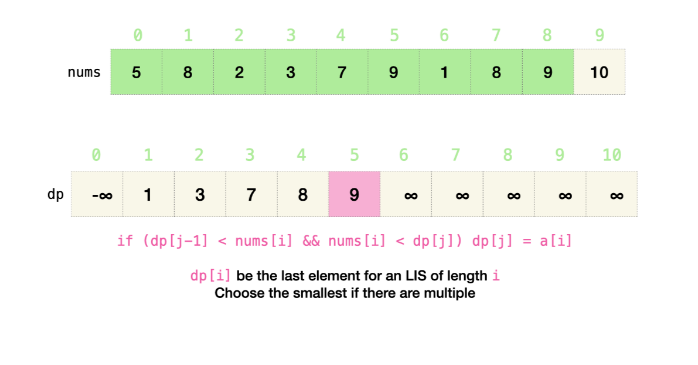 0 1 2 3 4 5 6 7 8 9
nums 5 8 2 3 7 9 1 8 9 10
0 1 2 3 4 5 6 7 8 9 10
dp -∞ 1 3 7 8 9 ∞ ∞ ∞ ∞ ∞
if (dp[j-1] < nums[i] && nums[i] < dp[j]) dp[j] = a[i]
dp[i] be the last element for an LIS of length i
Choose the smallest if there are multiple